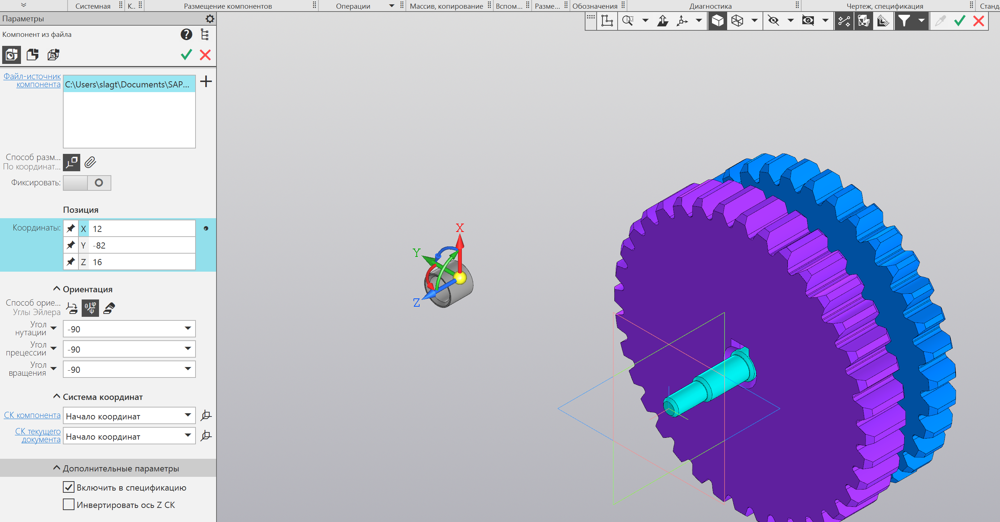 Системная
К..
Размещение компонентов
Операции
Массив, копирование
Вспом...
Разме...
Обозначения
Диагностика
Чертеж, спецификация
Станд
Параметры
Компонент из файла
Файл-источник
компонента
C:\Users\slagt\Documents\SAP...
Способ разм...
По координат...
Фиксировать:
Позиция
Координаты:
X 12
Y -82
Z 16
Ориентация
Способ орие...
Углы Эйлера
θ φ
ψ
Угол
нутации
-90
Угол
прецессии
-90
Угол
вращения
-90
Система координат
СК компонента
Начало координат
СК текущего
документа
Начало координат
Дополнительные параметры
Включить в спецификацию
Инвертировать ось Z СК
X
Y
Z